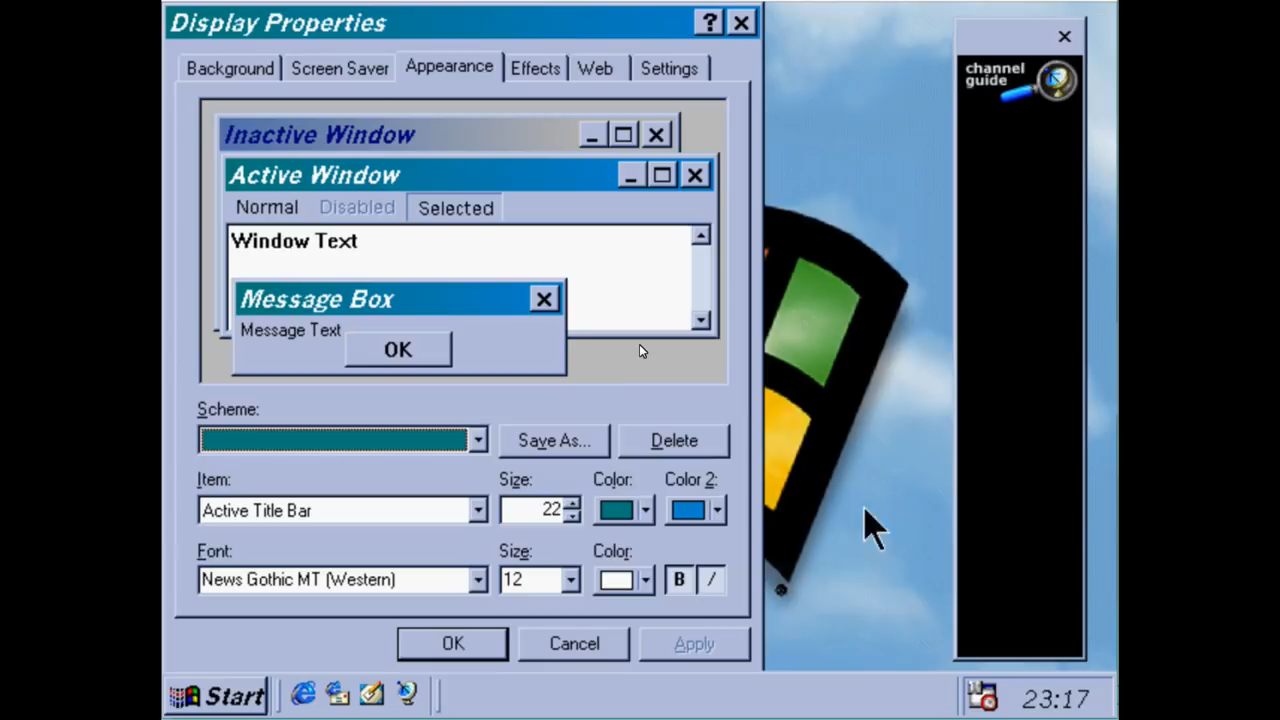 Display Properties
Background Screen Saver Appearance Effects Web Settings
Inactive Window
Active Window
Normal Disabled Selected
Window Text
Message Box
Message Text
OK
Scheme:
Save As... Delete
Item: Size: Color: Color 2:
Active Title Bar 22
Font: Size: Color:
News Gothic MT (Western) 12 B /
OK Cancel Apply
channel
guide
Start 23:17